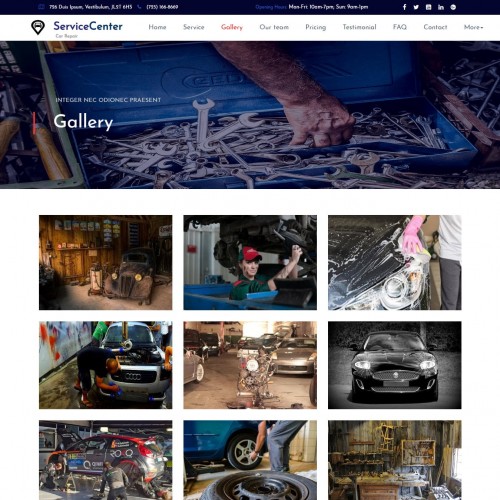 756 Duis Ipsum, Vestibulum, JLST 6H5 (755) 166-8669 Opening Hours: Mon-Fri: 10am-7pm; Sun: 9am-1pm
ServiceCenter
Car Repair
Home Service Gallery Our team Pricing Testimonial FAQ Contact More
INTEGER NEC ODIONEC PRAESENT
Gallery